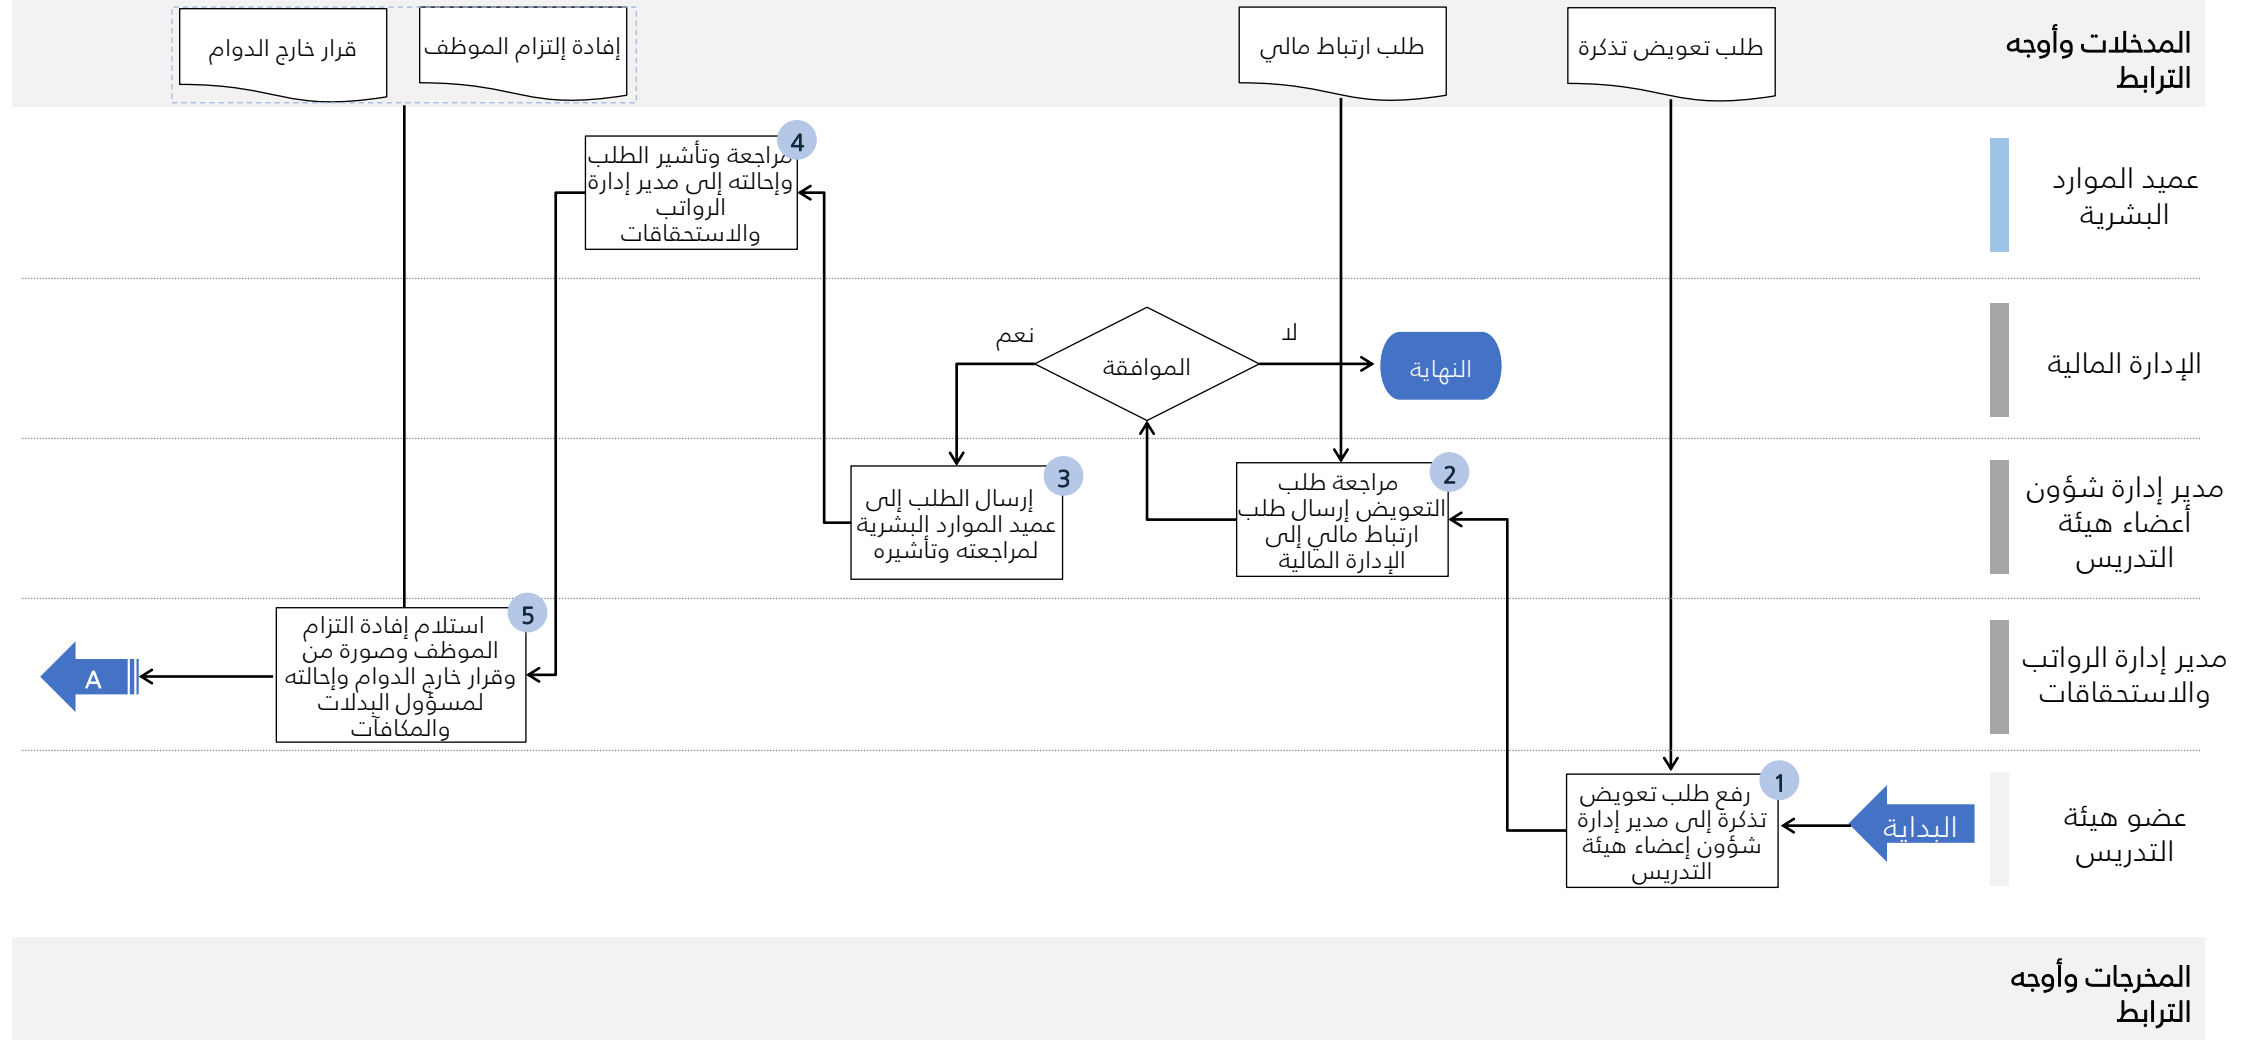 المدخلات وأوجه
الترابط
طلب تعويض تذكرة
طلب ارتباط مالي
إفادة إلتزام الموظف
قرار خارج الدوام
عميد الموارد
البشرية
4
مراجعة وتأشير الطلب
وإحالته إلى مدير إدارة
الرواتب
والاستحقاقات
الإدارة المالية
النهاية
لا
الموافقة
نعم
مدير إدارة شؤون
أعضاء هيئة
التدريس
2
مراجعة طلب
التعويض إرسال طلب
ارتباط مالي إلى
الإدارة المالية
3
إرسال الطلب إلى
عميد الموارد البشرية
لمراجعته وتأشيره
مدير إدارة الرواتب
والاستحقاقات
5
استلام إفادة التزام
الموظف وصورة من
وقرار خارج الدوام وإحالته
لمسؤول البدلات
والمكافآت
A
عضو هيئة
التدريس
البداية
1
رفع طلب تعويض
تذكرة إلى مدير إدارة
شؤون إعضاء هيئة
التدريس
المخرجات وأوجه
الترابط